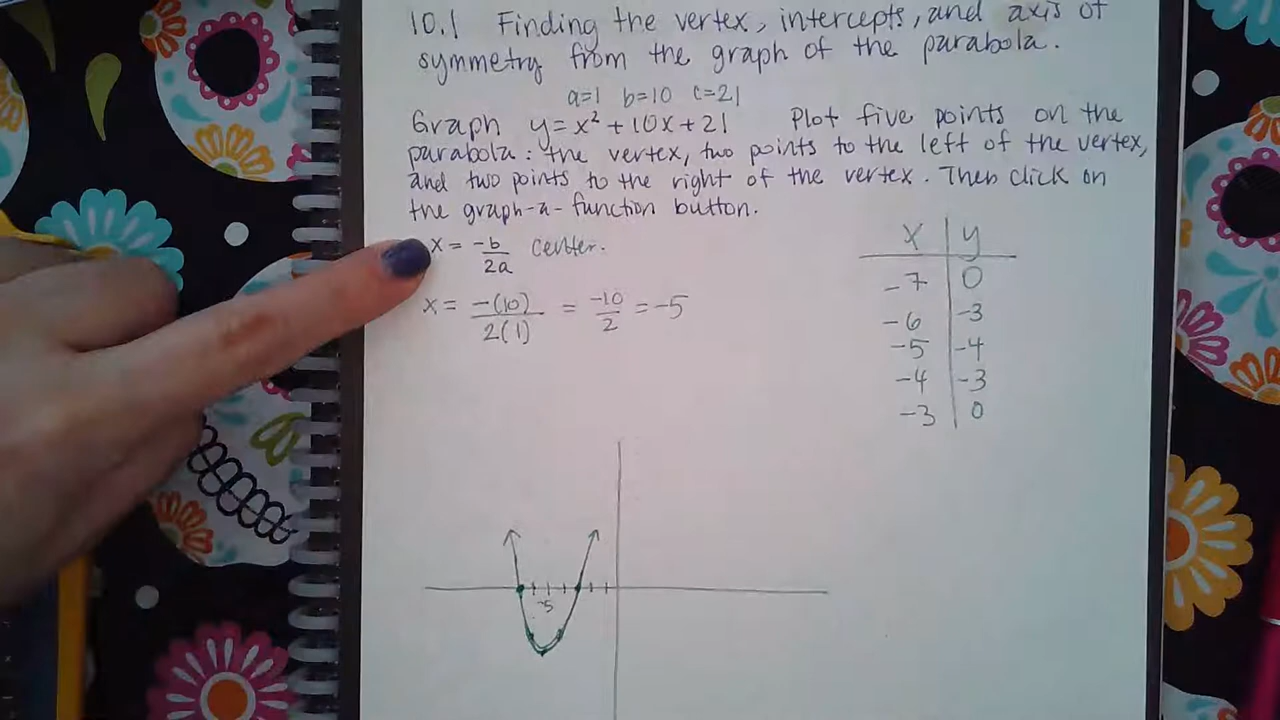 10.1 Finding the vertex, intercepts, and axis of
symmetry from the graph of the parabola.
a=1 b=10 c=21
Graph y=x²+10x+21 Plot five points on the
parabola: the vertex, two points to the left of the vertex,
and two points to the right of the vertex. Then click on
the graph-a-function button.
x = -b/2a center.
x = -(10)/2(1) = -10/2 = -5
x | y
-7 | 0
-6 | -3
-5 | -4
-4 | -3
-3 | 0
-5